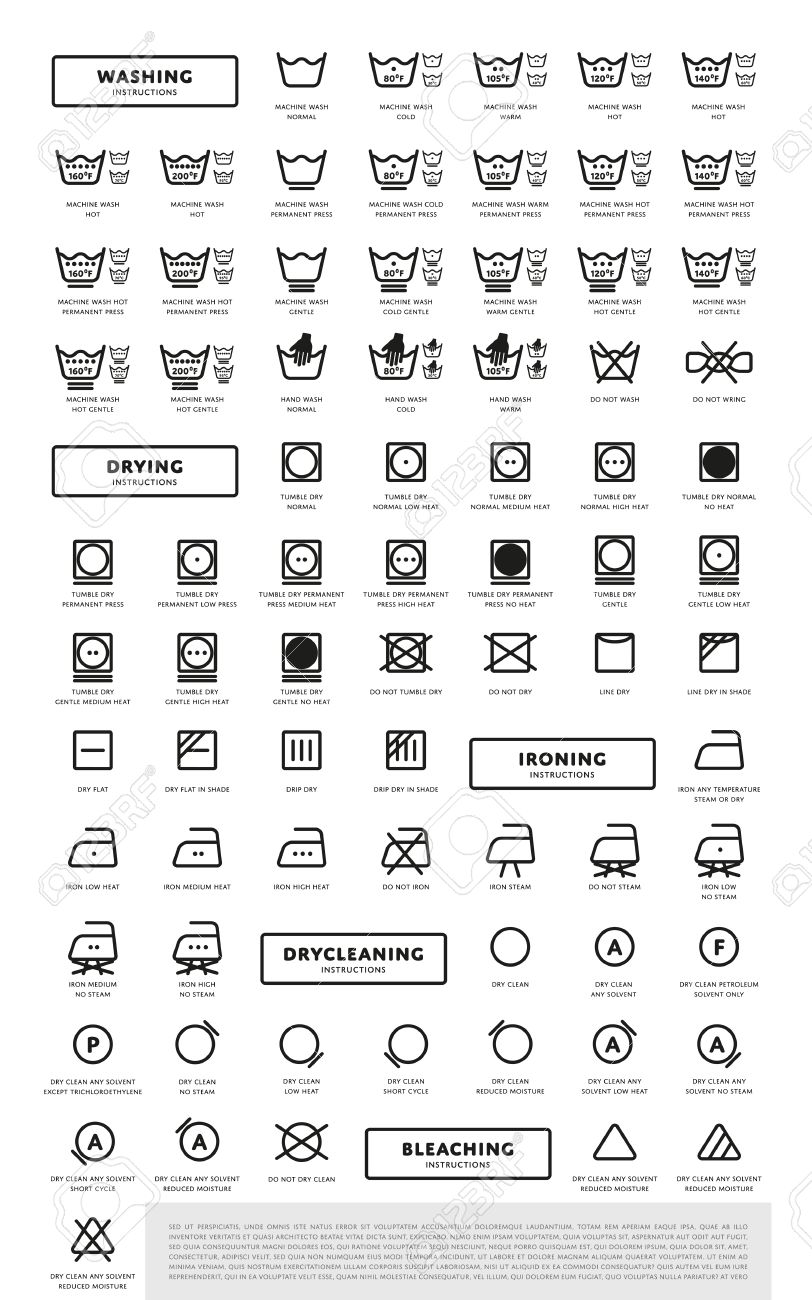 WASHING
INSTRUCTIONS
MACHINE WASH
NORMAL
80°F
MACHINE WASH
COLD
105°F
MACHINE WASH
WARM
120°F
MACHINE WASH
HOT
140°F
MACHINE WASH
HOT
160°F
MACHINE WASH
HOT
200°F
MACHINE WASH
HOT
MACHINE WASH
PERMANENT PRESS
80°F
MACHINE WASH COLD
PERMANENT PRESS
105°F
MACHINE WASH WARM
PERMANENT PRESS
120°F
MACHINE WASH HOT
PERMANENT PRESS
140°F
MACHINE WASH HOT
PERMANENT PRESS
160°F
MACHINE WASH HOT
PERMANENT PRESS
200°F
MACHINE WASH HOT
PERMANENT PRESS
MACHINE WASH
GENTLE
80°F
MACHINE WASH
COLD GENTLE
105°F
MACHINE WASH
WARM GENTLE
120°F
MACHINE WASH
HOT GENTLE
140°F
MACHINE WASH
HOT GENTLE
160°F
MACHINE WASH
HOT GENTLE
200°F
MACHINE WASH
HOT GENTLE
HAND WASH
NORMAL
80°F
HAND WASH
COLD
105°F
HAND WASH
WARM
DO NOT WASH
DO NOT WRING
DRYING
INSTRUCTIONS
TUMBLE DRY
NORMAL
TUMBLE DRY
NORMAL LOW HEAT
TUMBLE DRY
NORMAL MEDIUM HEAT
TUMBLE DRY
NORMAL HIGH HEAT
TUMBLE DRY NORMAL
NO HEAT
TUMBLE DRY
PERMANENT PRESS
TUMBLE DRY
PERMANENT LOW PRESS
TUMBLE DRY PERMANENT
PRESS MEDIUM HEAT
TUMBLE DRY PERMANENT
PRESS HIGH HEAT
TUMBLE DRY PERMANENT
PRESS NO HEAT
TUMBLE DRY
GENTLE
TUMBLE DRY
GENTLE LOW HEAT
TUMBLE DRY
GENTLE MEDIUM HEAT
TUMBLE DRY
GENTLE HIGH HEAT
TUMBLE DRY
GENTLE NO HEAT
DO NOT TUMBLE DRY
DO NOT DRY
LINE DRY
LINE DRY IN SHADE
DRY FLAT
DRY FLAT IN SHADE
DRIP DRY
DRIP DRY IN SHADE
IRONING
INSTRUCTIONS
IRON ANY TEMPERATURE
STEAM OR DRY
IRON LOW HEAT
IRON MEDIUM HEAT
IRON HIGH HEAT
DO NOT IRON
IRON STEAM
DO NOT STEAM
IRON LOW
NO STEAM
IRON MEDIUM
NO STEAM
IRON HIGH
NO STEAM
DRYCLEANING
INSTRUCTIONS
DRY CLEAN
A
DRY CLEAN
ANY SOLVENT
F
DRY CLEAN PETROLEUM
SOLVENT ONLY
P
DRY CLEAN ANY SOLVENT
EXCEPT TRICHLOROETHYLENE
DRY CLEAN
NO STEAM
DRY CLEAN
LOW HEAT
DRY CLEAN
SHORT CYCLE
DRY CLEAN
REDUCED MOISTURE
A
DRY CLEAN ANY
SOLVENT LOW HEAT
A
DRY CLEAN ANY
SOLVENT NO STEAM
A
DRY CLEAN ANY SOLVENT
SHORT CYCLE
A
DRY CLEAN ANY SOLVENT
REDUCED MOISTURE
DO NOT DRY CLEAN
BLEACHING
INSTRUCTIONS
DRY CLEAN ANY SOLVENT
REDUCED MOISTURE
DRY CLEAN ANY SOLVENT
REDUCED MOISTURE
DRY CLEAN ANY SOLVENT
REDUCED MOISTURE
SED UT PERSPICIATIS, UNDE OMNIS ISTE NATUS ERROR SIT VOLUPTATEM ACCUSANTIUM DOLOREMQUE LAUDANTIUM, TOTAM REM APERIAM EAQUE IPSA, QUAE AB ILLO
INVENTORE VERITATIS ET QUASI ARCHITECTO BEATAE VITAE DICTA SUNT, EXPLICABO. NEMO ENIM IPSAM VOLUPTATEM, QUIA VOLUPTAS SIT, ASPERNATUR AUT ODIT AUT FUGIT,
SED QUIA CONSEQUUNTUR MAGNI DOLORES EOS, QUI RATIONE VOLUPTATEM SEQUI NESCIUNT, NEQUE PORRO QUISQUAM EST, QUI DOLOREM IPSUM, QUIA DOLOR SIT, AMET,
CONSECTETUR, ADIPISCI VELIT, SED QUIA NON NUMQUAM EIUS MODI TEMPORA INCIDUNT, UT LABORE ET DOLORE MAGNAM ALIQUAM QUAERAT VOLUPTATEM. UT ENIM AD
MINIMA VENIAM, QUIS NOSTRUM EXERCITATIONEM ULLAM CORPORIS SUSCIPIT LABORIOSAM, NISI UT ALIQUID EX EA COMMODI CONSEQUATUR? QUIS AUTEM VEL EUM IURE
REPREHENDERIT, QUI IN EA VOLUPTATE VELIT ESSE, QUAM NIHIL MOLESTIAE CONSEQUATUR, VEL ILLUM, QUI DOLOREM EUM FUGIAT, QUO VOLUPTAS NULLA PARIATUR? AT VERO